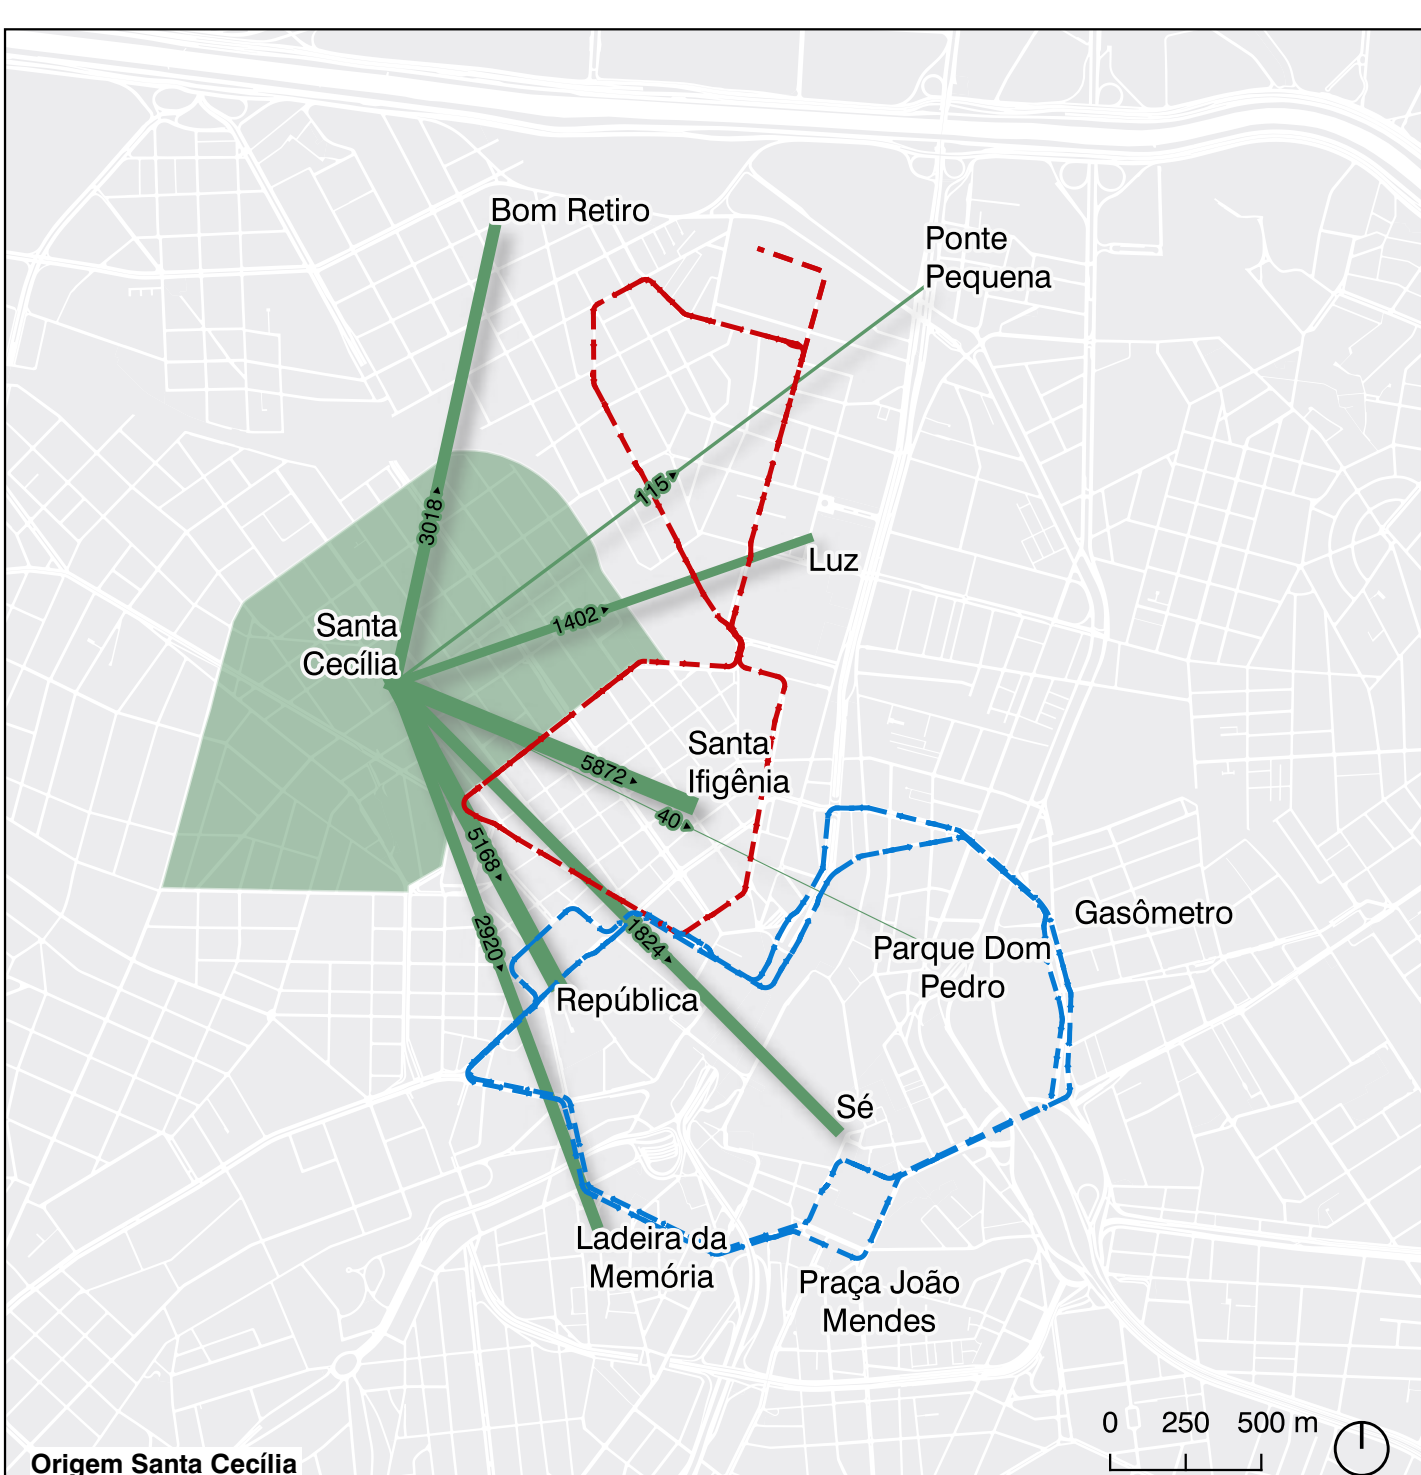 Bom Retiro
Ponte
Pequena
3018
115
Luz
1402
Santa
Cecília
Santa
Ifigênia
5872
40
5168
2920
1824
Gasômetro
Parque Dom
Pedro
República
Sé
Ladeira da
Memória
Praça João
Mendes
0 250 500 m
Origem Santa Cecília